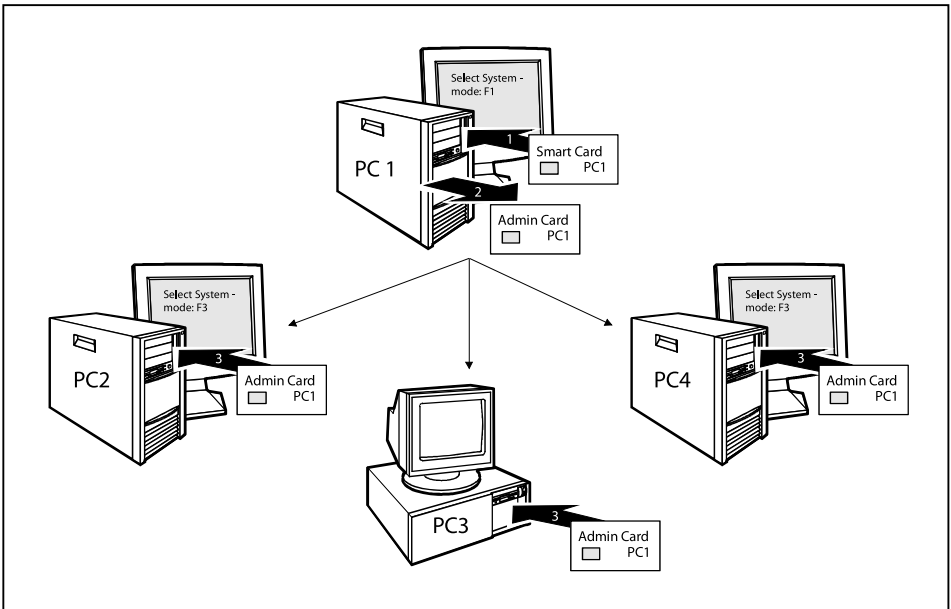 Select System -
mode: F1
1
PC 1
Smart Card
PC1
2
Admin Card
PC1
Select System -
mode: F3
3
PC2
Admin Card
PC1
Select System -
mode: F3
3
PC4
Admin Card
PC1
PC3
3
Admin Card
PC1